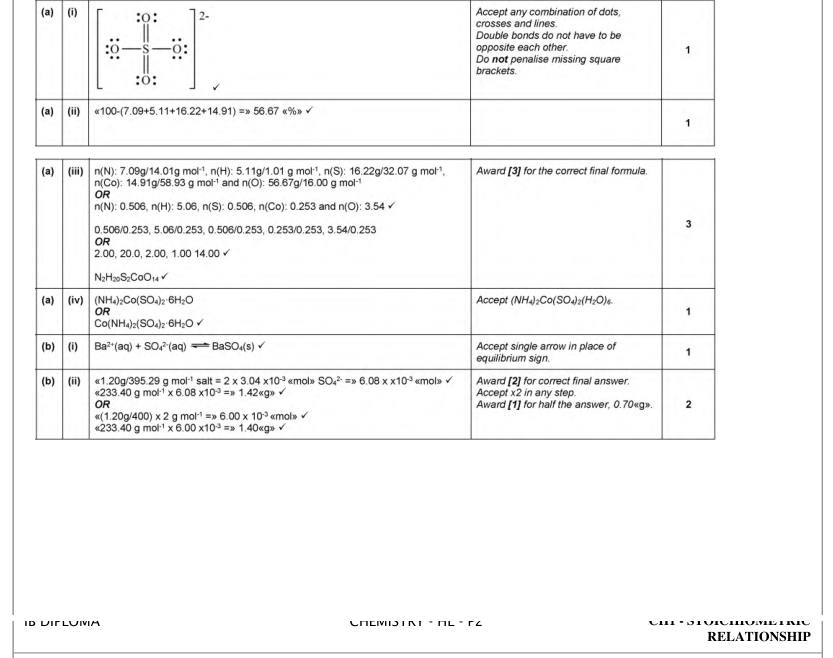 (a) (i) :O: 2- Accept any combination of dots,
crosses and lines.
Double bonds do not have to be
:O—S—O: opposite each other.
Do not penalise missing square
brackets.
:O: ✓
1
(a) (ii) «100-(7.09+5.11+16.22+14.91) =» 56.67 «%» ✓
1
(a) (iii) n(N): 7.09g/14.01g mol⁻¹, n(H): 5.11g/1.01 g mol⁻¹, n(S): 16.22g/32.07 g mol⁻¹, Award [3] for the correct final formula.
n(Co): 14.91g/58.93 g mol⁻¹ and n(O): 56.67g/16.00 g mol⁻¹
OR
n(N): 0.506, n(H): 5.06, n(S): 0.506, n(Co): 0.253 and n(O): 3.54 ✓
3
0.506/0.253, 5.06/0.253, 0.506/0.253, 0.253/0.253, 3.54/0.253
OR
2.00, 20.0, 2.00, 1.00 14.00 ✓
N₂H₂₀S₂CoO₁₄ ✓
(a) (iv) (NH₄)₂Co(SO₄)₂·6H₂O Accept (NH₄)₂Co(SO₄)₂(H₂O)₆.
OR
1
Co(NH₄)₂(SO₄)₂·6H₂O ✓
(b) (i) Ba²⁺(aq) + SO₄²⁻(aq) ⇌ BaSO₄(s) ✓ Accept single arrow in place of
equilibrium sign.
1
(b) (ii) «1.20g/395.29 g mol⁻¹ salt = 2 x 3.04 x10⁻³ «mol» SO₄²⁻ =» 6.08 x x10⁻³ «mol» ✓ Award [2] for correct final answer.
«233.40 g mol⁻¹ x 6.08 x10⁻³ =» 1.42«g» ✓ Accept x2 in any step.
OR Award [1] for half the answer, 0.70«g».
2
«(1.20g/400) x 2 g mol⁻¹ =» 6.00 x 10⁻³ «mol» ✓
«233.40 g mol⁻¹ x 6.00 x10⁻³ =» 1.40«g» ✓
IB DIPLOMA CHEMISTRY - HL - P2 CH1 - STOICHIOMETRIC
RELATIONSHIP